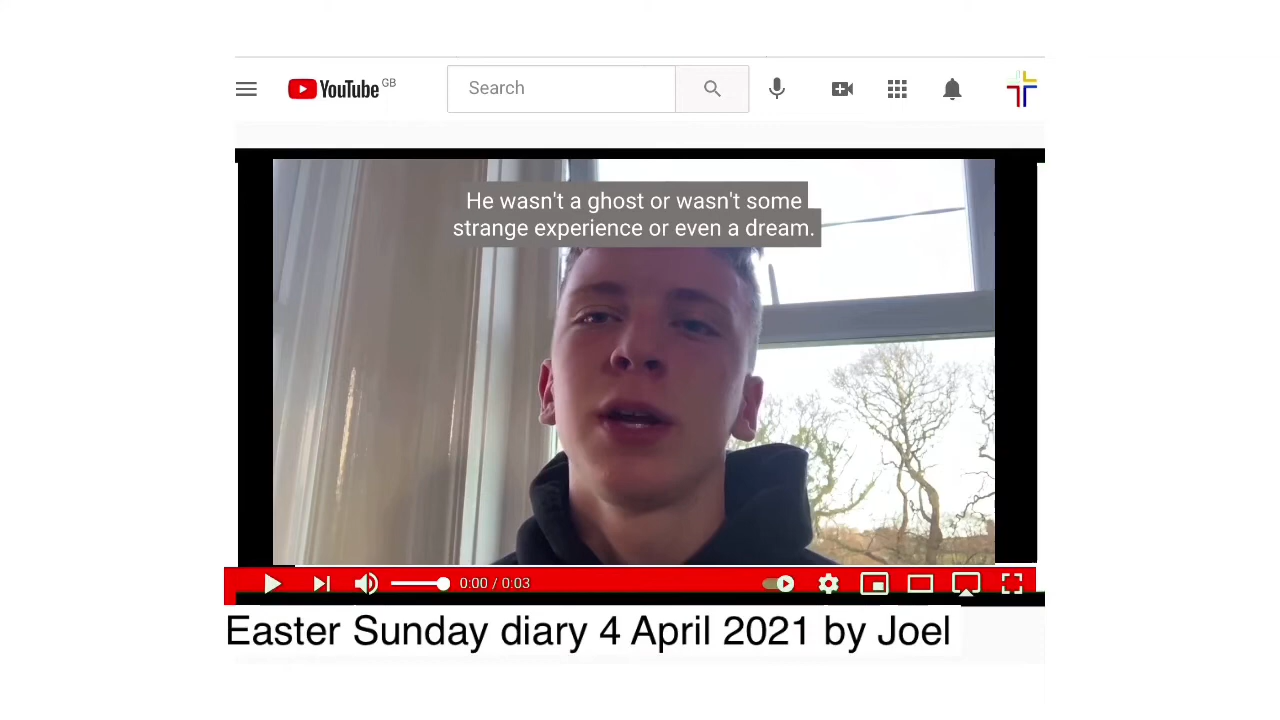 YouTube GB
Search
He wasn't a ghost or wasn't some
strange experience or even a dream.
0:00 / 0:03
Easter Sunday diary 4 April 2021 by Joel